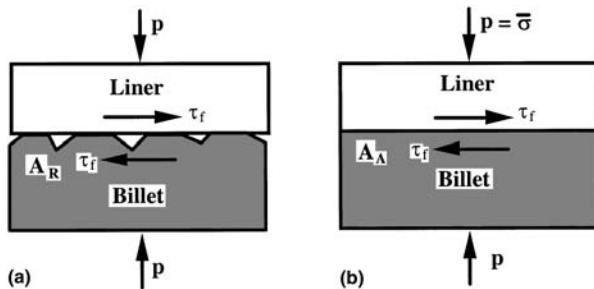 p
Liner
τf
AR
τf
Billet
p
(a)
p = σ̅
Liner
τf
AA
τf
Billet
p
(b)